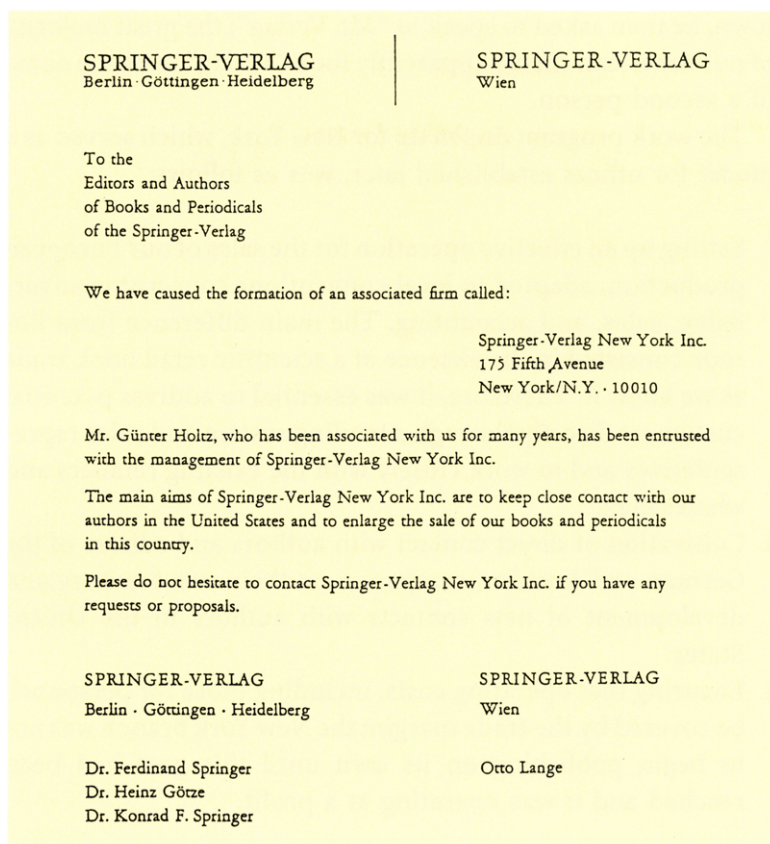 SPRINGER-VERLAG
Berlin · Göttingen · Heidelberg
SPRINGER-VERLAG
Wien
To the
Editors and Authors
of Books and Periodicals
of the Springer-Verlag
We have caused the formation of an associated firm called:
Springer-Verlag New York Inc.
175 Fifth Avenue
New York/N.Y. · 10010
Mr. Günter Holtz, who has been associated with us for many years, has been entrusted
with the management of Springer-Verlag New York Inc.
The main aims of Springer-Verlag New York Inc. are to keep close contact with our
authors in the United States and to enlarge the sale of our books and periodicals
in this country.
Please do not hesitate to contact Springer-Verlag New York Inc. if you have any
requests or proposals.
SPRINGER-VERLAG
Berlin · Göttingen · Heidelberg
Dr. Ferdinand Springer
Dr. Heinz Götze
Dr. Konrad F. Springer
SPRINGER-VERLAG
Wien
Otto Lange